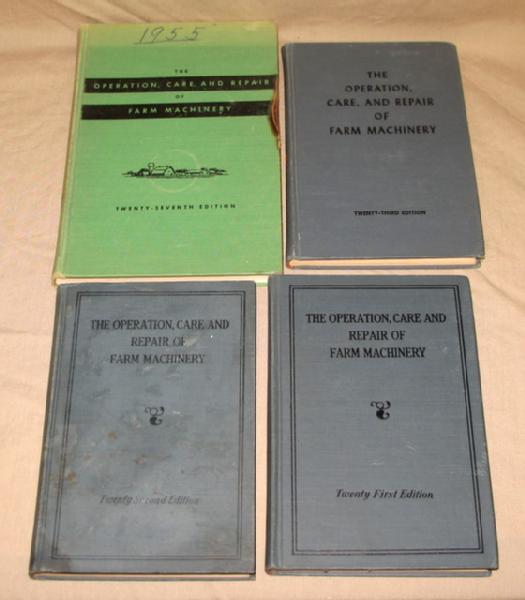 1955
THE
OPERATION, CARE, AND REPAIR
OF
FARM MACHINERY
TWENTY-SEVENTH EDITION
THE
OPERATION,
CARE, AND REPAIR
OF
FARM MACHINERY
TWENTY-THIRD EDITION
THE OPERATION, CARE AND
REPAIR OF
FARM MACHINERY
Twenty Second Edition
THE OPERATION, CARE AND
REPAIR OF
FARM MACHINERY
Twenty First Edition